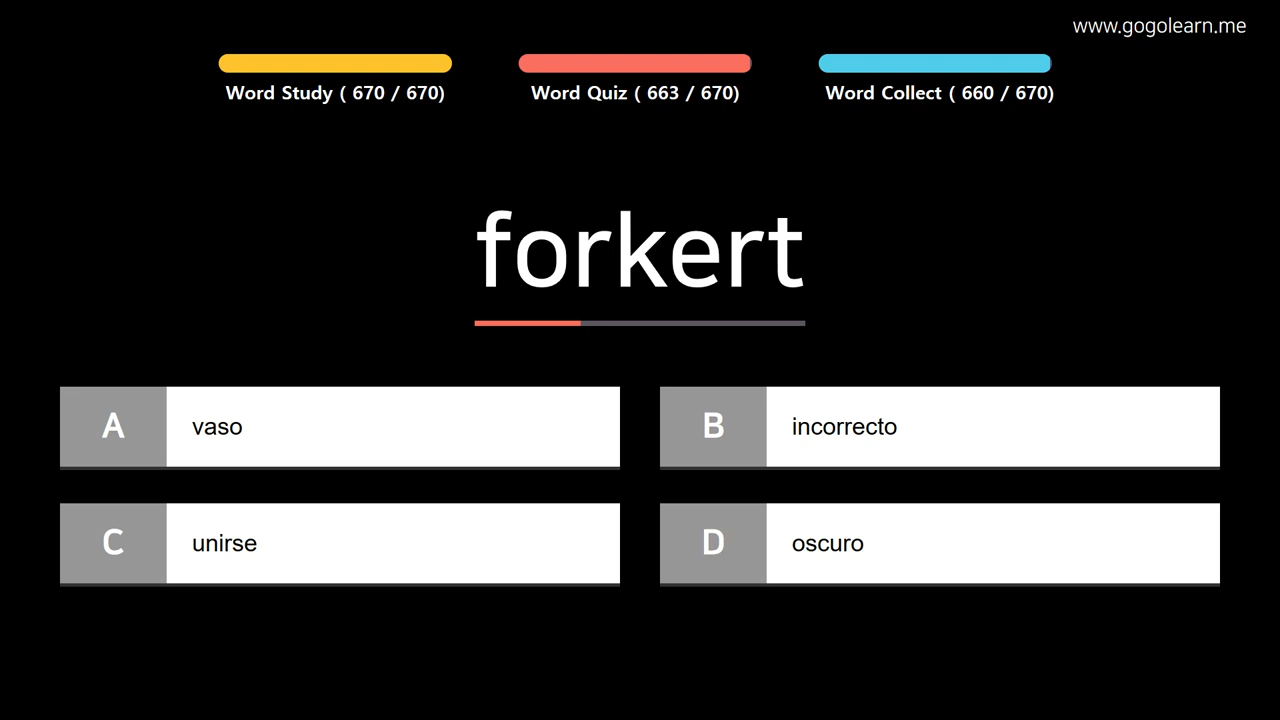 www.gogolearn.me
Word Study ( 670 / 670)
Word Quiz ( 663 / 670)
Word Collect ( 660 / 670)
forkert
A vaso
B incorrecto
C unirse
D oscuro